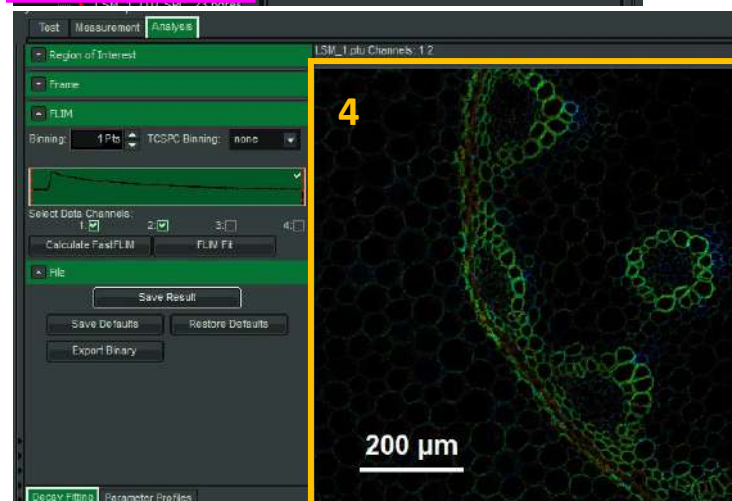 Test Measurement Analysis
LSM_1.ptu Channels: 1 2
Region of Interest
Frame
4
FLIM
Binning: 1 Pts TCSPC Binning: none
Select Data Channels:
1: 2: 3: 4:
Calculate FastFLIM FLIM Fit
File
Save Result
Save Defaults Restore Defaults
Export Binary
200 µm
Decay Fitting Parameter Profiles